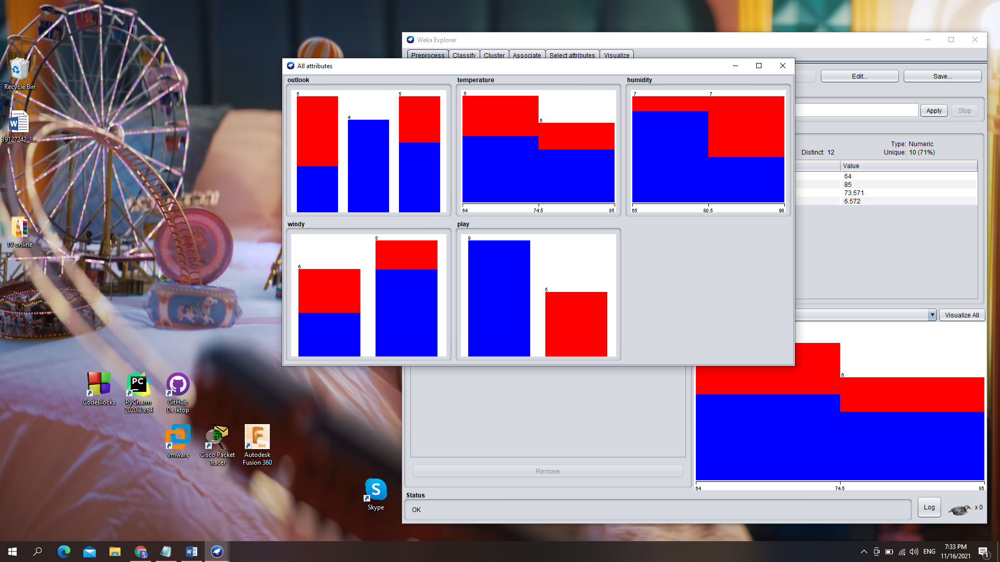 Recycle Bin
19127242_1...
TV online
CodeBlocks
PyCharm
2020.3 x64
GitHub
Desktop
vmware
Cisco Packet
Tracer
Autodesk
Fusion 360
360
Skype
Weka Explorer
Preprocess
Classify
Cluster
Associate
Select attributes
Visualize
Edit...
Save...
Apply
Stop
Type: Numeric
Distinct: 12
Unique: 10 (71%)
Value
64
85
73.571
6.572
Visualize All
6
64
74.5
85
Remove
Status
OK
Log
x 0
All attributes
outlook
5
4
5
temperature
8
6
64
74.5
85
humidity
7
7
65
80.5
96
windy
6
8
play
9
5
ENG
7:33 PM
11/16/2021
1